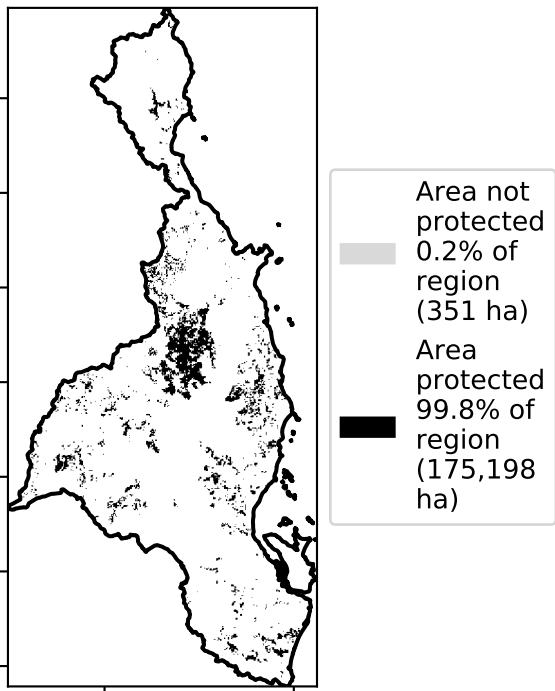 Area not
protected
0.2% of
region
(351 ha)
Area
protected
99.8% of
region
(175,198
ha)